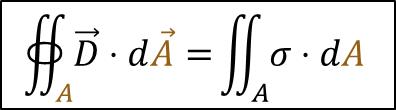 ∯_A D⃗ · dA⃗ = ∬_A σ · dA